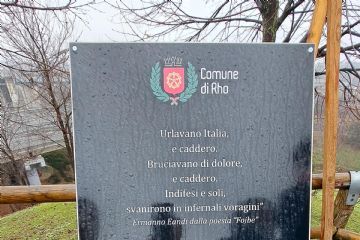 Comune
di Rho
Urlavano Italia,
e caddero.
Bruciavano di dolore,
e caddero.
Indifesi e soli,
svanirono in infernali voragini"
Ermanno Eandi dalla poesia "Fojbe"